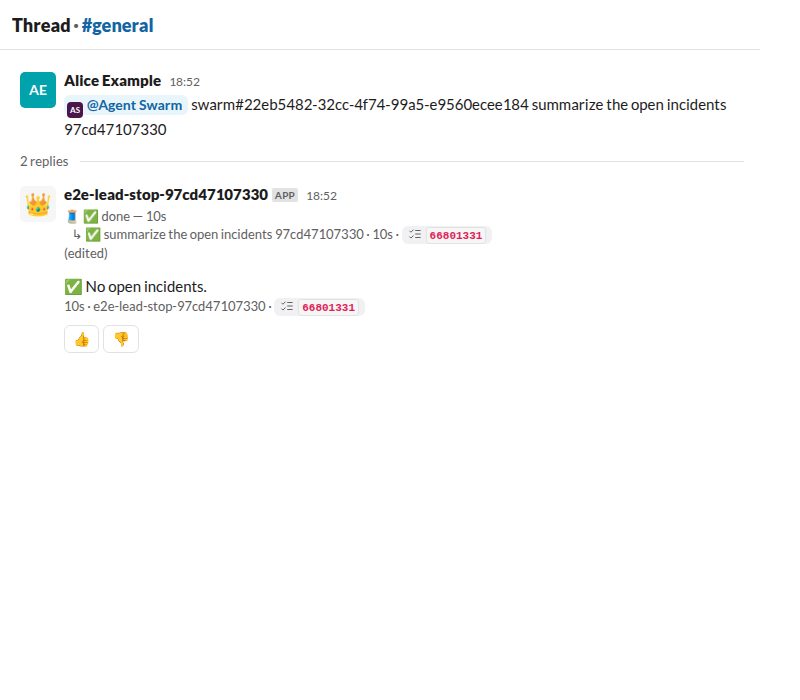 Thread • #general
AE
Alice Example 18:52
AS @Agent Swarm swarm#22eb5482-32cc-4f74-99a5-e9560ecee184 summarize the open incidents
97cd47107330
2 replies
e2e-lead-stop-97cd47107330 APP 18:52
🧵 ✅ done — 10s
↳ ✅ summarize the open incidents 97cd47107330 · 10s · 66801331
(edited)
✅ No open incidents.
10s · e2e-lead-stop-97cd47107330 · 66801331